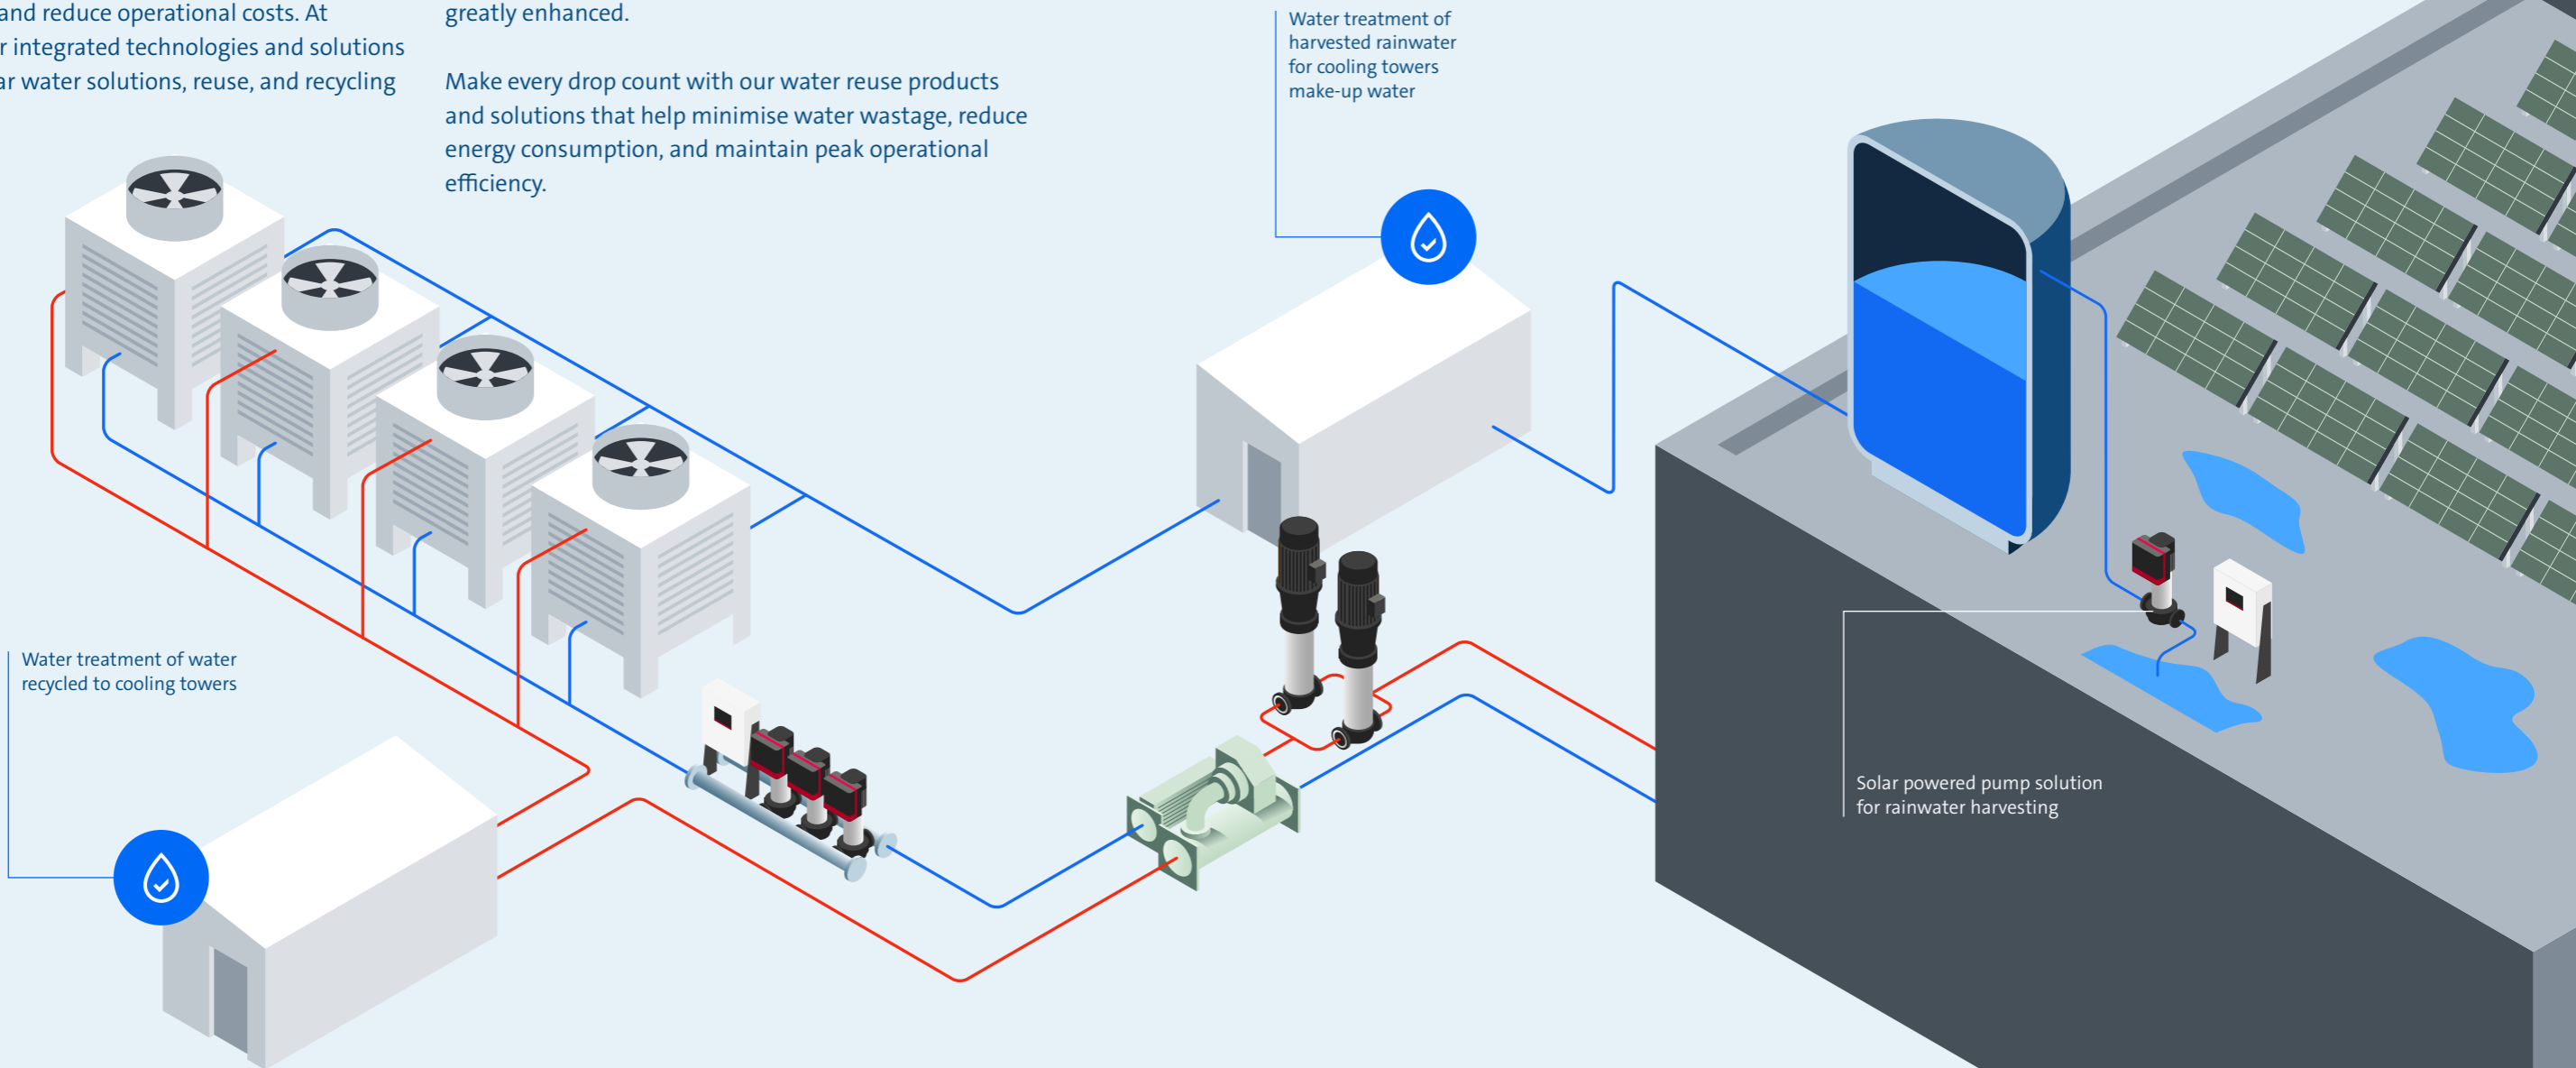 and reduce operational costs. At
r integrated technologies and solutions
ar water solutions, reuse, and recycling
greatly enhanced.
Make every drop count with our water reuse products
and solutions that help minimise water wastage, reduce
energy consumption, and maintain peak operational
efficiency.
Water treatment of
harvested rainwater
for cooling towers
make-up water
Water treatment of water
recycled to cooling towers
Solar powered pump solution
for rainwater harvesting